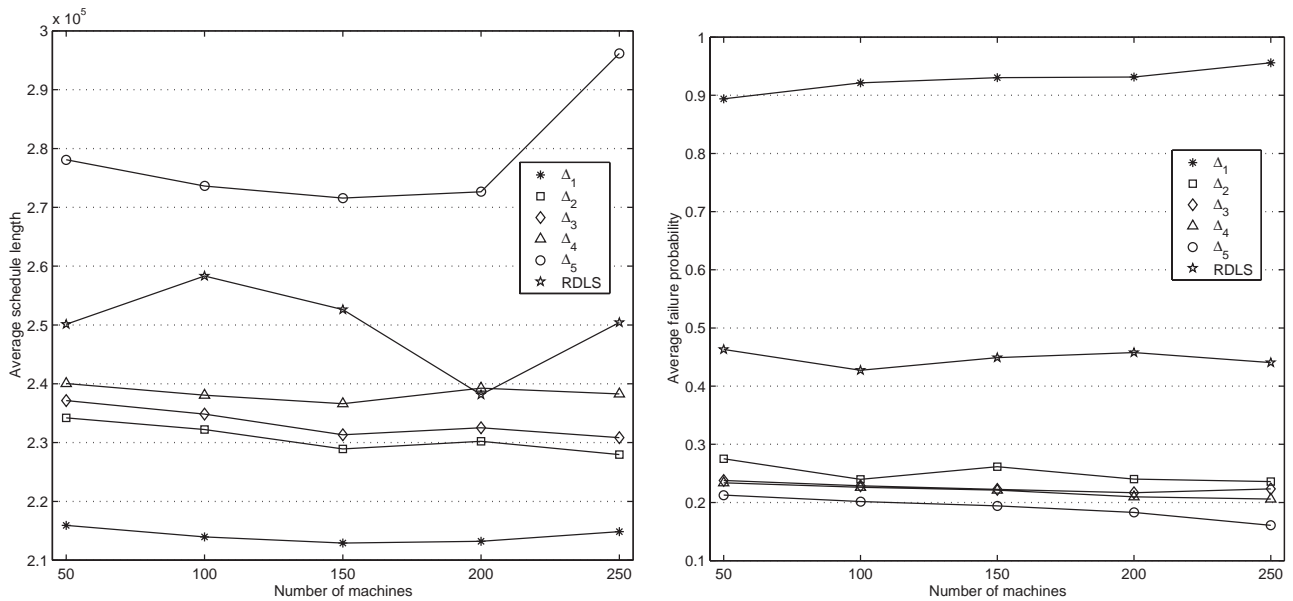 x 10^5
3
2.9
2.8
2.7
2.6
2.5
2.4
2.3
2.2
2.1
Average schedule length
50 100 150 200 250
Number of machines
Δ1
Δ2
Δ3
Δ4
Δ5
RDLS
1
0.9
0.8
0.7
0.6
0.5
0.4
0.3
0.2
0.1
Average failure probability
50 100 150 200 250
Number of machines
Δ1
Δ2
Δ3
Δ4
Δ5
RDLS